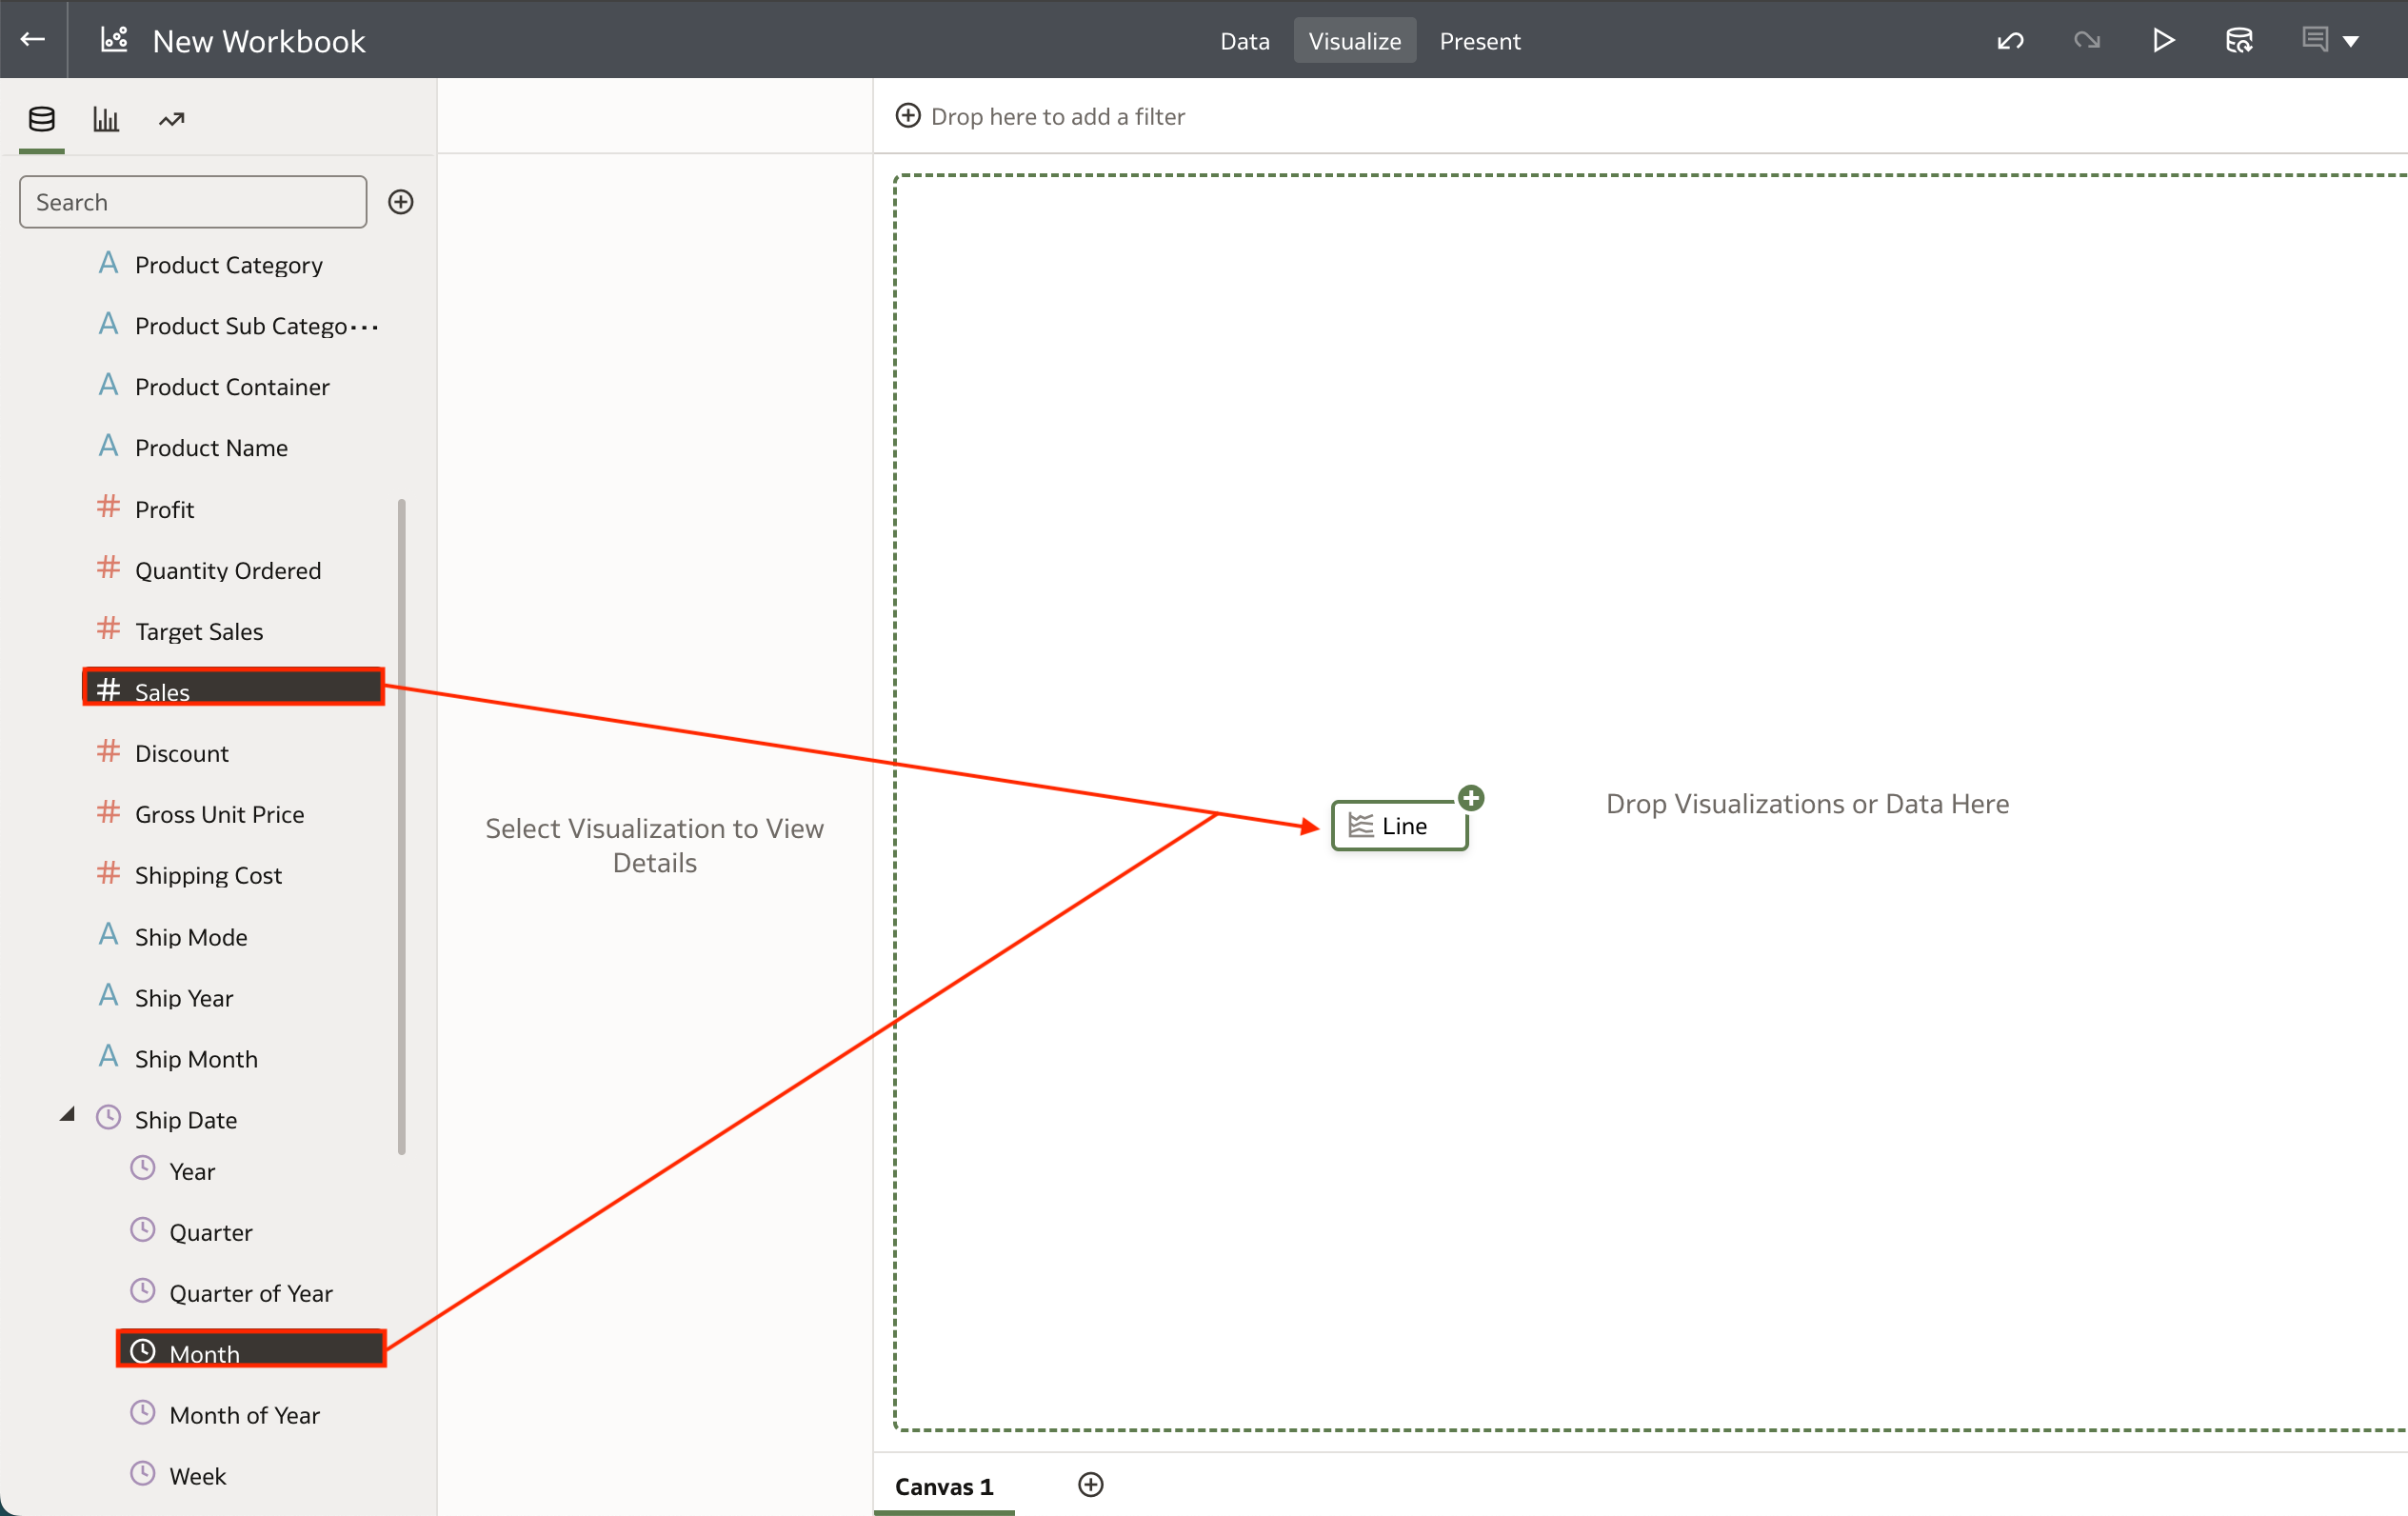 New Workbook
Data
Visualize
Present
Drop here to add a filter
Search
Product Category
Product Sub Catego...
Product Container
Product Name
Profit
Quantity Ordered
Target Sales
Sales
Discount
Gross Unit Price
Shipping Cost
Ship Mode
Ship Year
Ship Month
Ship Date
Year
Quarter
Quarter of Year
Month
Month of Year
Week
Select Visualization to View
Details
Line
Drop Visualizations or Data Here
Canvas 1